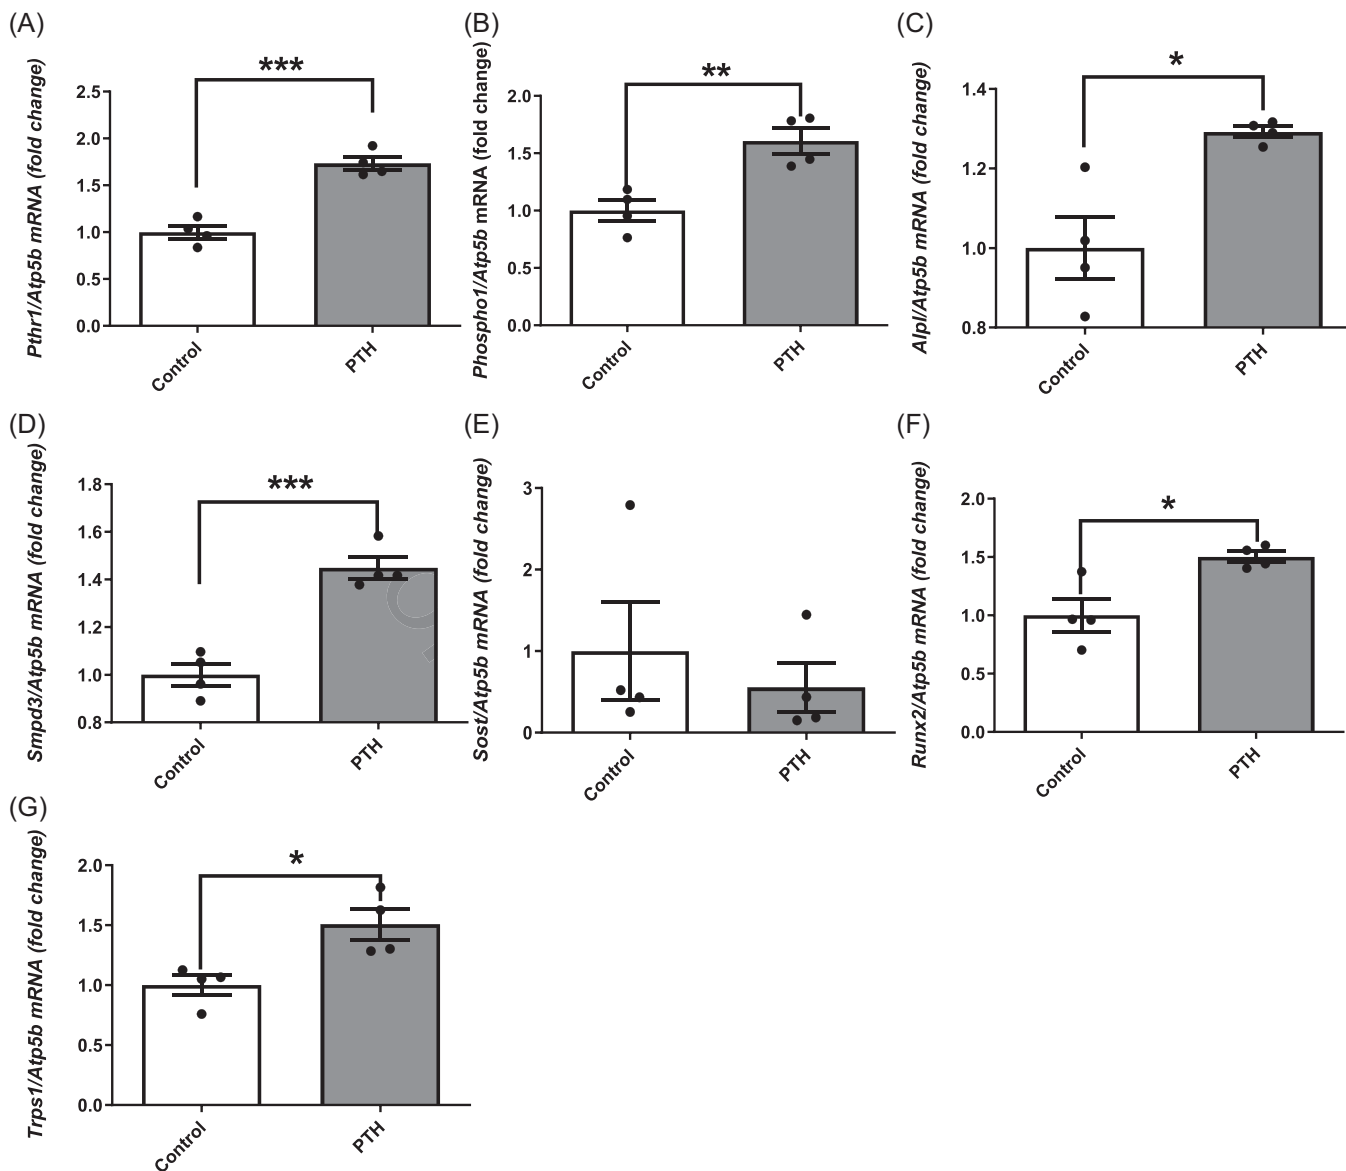 (A)
Pthr1/Atp5b mRNA (fold change)
2.5
2.0
1.5
1.0
0.5
0.0
***
Control
PTH
(B)
Phospho1/Atp5b mRNA (fold change)
2.0
1.5
1.0
0.5
0.0
**
Control
PTH
(C)
Alpl/Atp5b mRNA (fold change)
1.4
1.2
1.0
0.8
*
Control
PTH
(D)
Smpd3/Atp5b mRNA (fold change)
1.8
1.6
1.4
1.2
1.0
0.8
***
Control
PTH
(E)
Sost/Atp5b mRNA (fold change)
3
2
1
0
Control
PTH
(F)
Runx2/Atp5b mRNA (fold change)
2.0
1.5
1.0
0.5
0.0
*
Control
PTH
(G)
Trps1/Atp5b mRNA (fold change)
2.0
1.5
1.0
0.5
0.0
*
Control
PTH